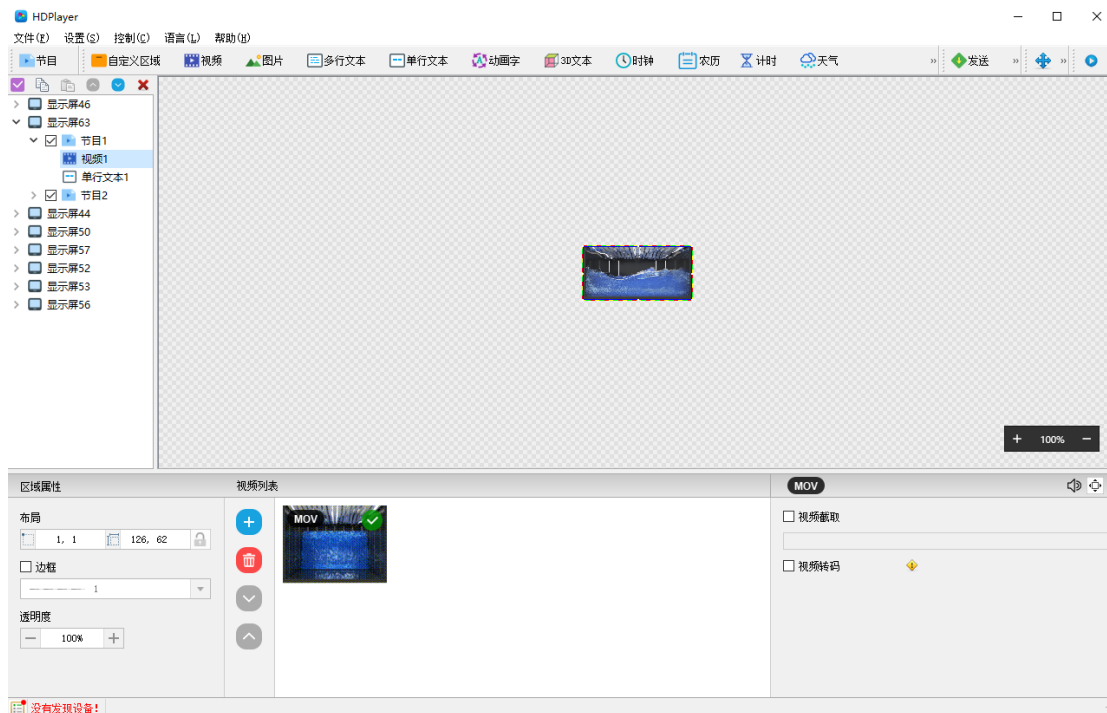 HDPlayer
文件(F) 设置(S) 控制(C) 语言(L) 帮助(H)
节目 自定义区域 视频 图片 多行文本 单行文本 动画字 3D文本 时钟 农历 计时 天气 » 发送 » »
显示屏46
显示屏63
节目1
视频1
单行文本1
节目2
显示屏44
显示屏50
显示屏57
显示屏52
显示屏53
显示屏56
+ 100% −
区域属性
布局
1, 1 126, 62
边框
1
透明度
— 100% +
视频列表
MOV
MOV
视频截取
视频转码
没有发现设备!